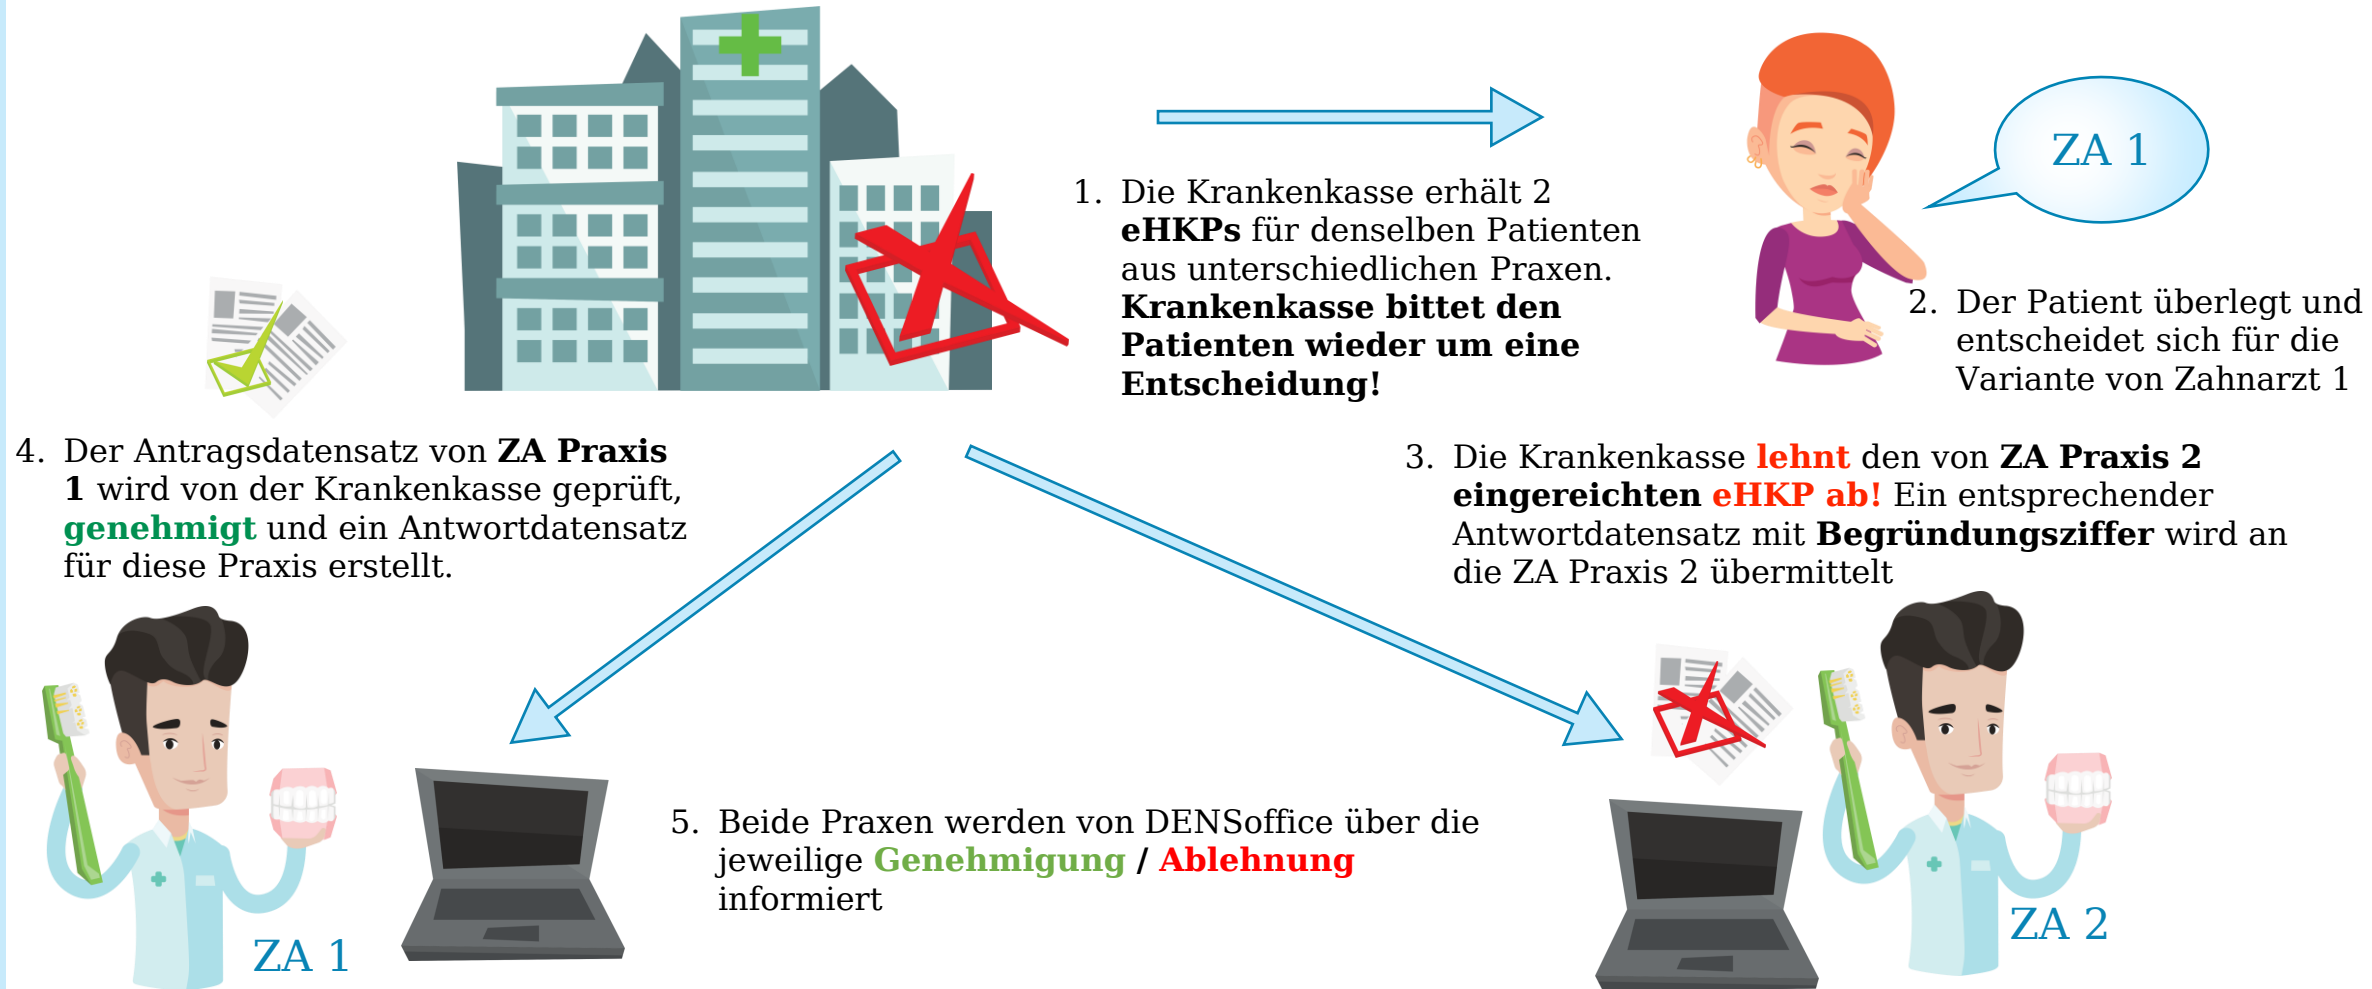 1. Die Krankenkasse erhält 2
eHKPs für denselben Patienten
aus unterschiedlichen Praxen.
Krankenkasse bittet den
Patienten wieder um eine
Entscheidung!
ZA 1
2. Der Patient überlegt und
entscheidet sich für die
Variante von Zahnarzt 1
3. Die Krankenkasse lehnt den von ZA Praxis 2
eingereichten eHKP ab! Ein entsprechender
Antwortdatensatz mit Begründungsziffer wird an
die ZA Praxis 2 übermittelt
4. Der Antragsdatensatz von ZA Praxis
1 wird von der Krankenkasse geprüft,
genehmigt und ein Antwortdatensatz
für diese Praxis erstellt.
5. Beide Praxen werden von DENSoffice über die
jeweilige Genehmigung / Ablehnung
informiert
ZA 1
ZA 2